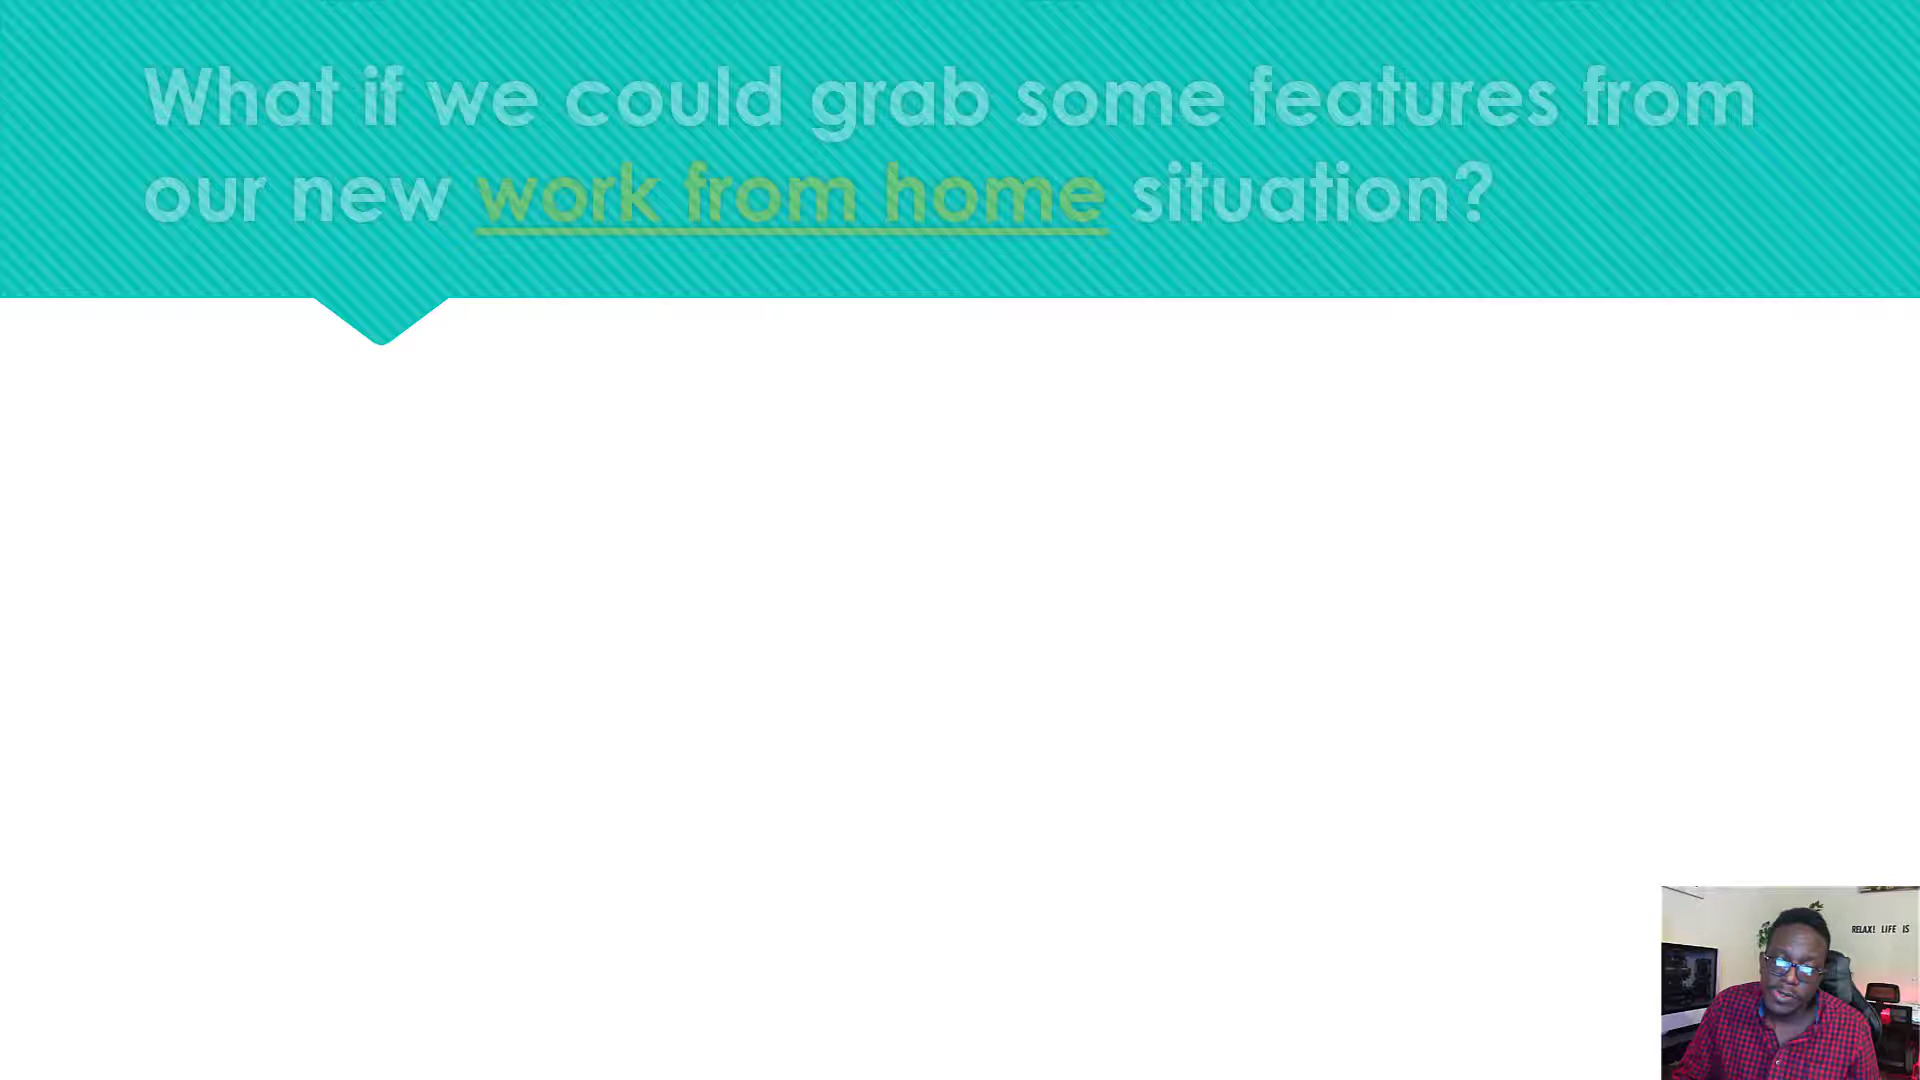 What if we could grab some features from
our new work from home situation?
RELAX! LIFE IS